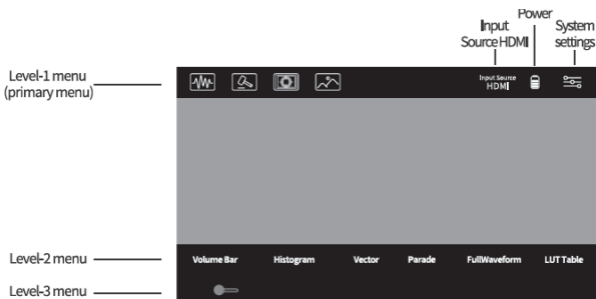 Power
Input
Source HDMI
System
settings
Level-1 menu
(primary menu)
Input Source
HDMI
Level-2 menu
Volume Bar Histogram Vector Parade FullWaveform LUT Table
Level-3 menu